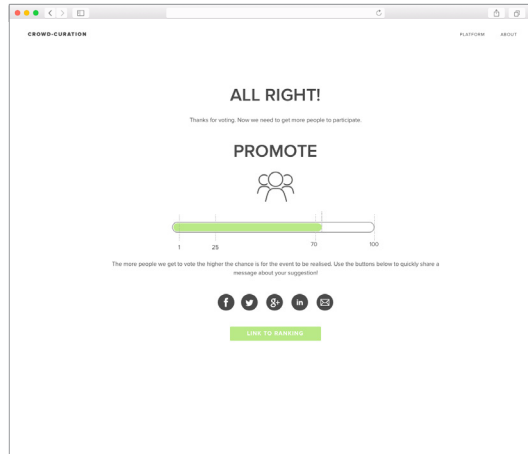 CROWD-CURATION
PLATFORM ABOUT
ALL RIGHT!
Thanks for voting. Now we need to get more people to participate.
PROMOTE
1 25 70 100
The more people we get to vote the higher the chance is for the event to be realised. Use the buttons below to quickly share a
message about your suggestion!
f g+ in
LINK TO RANKING